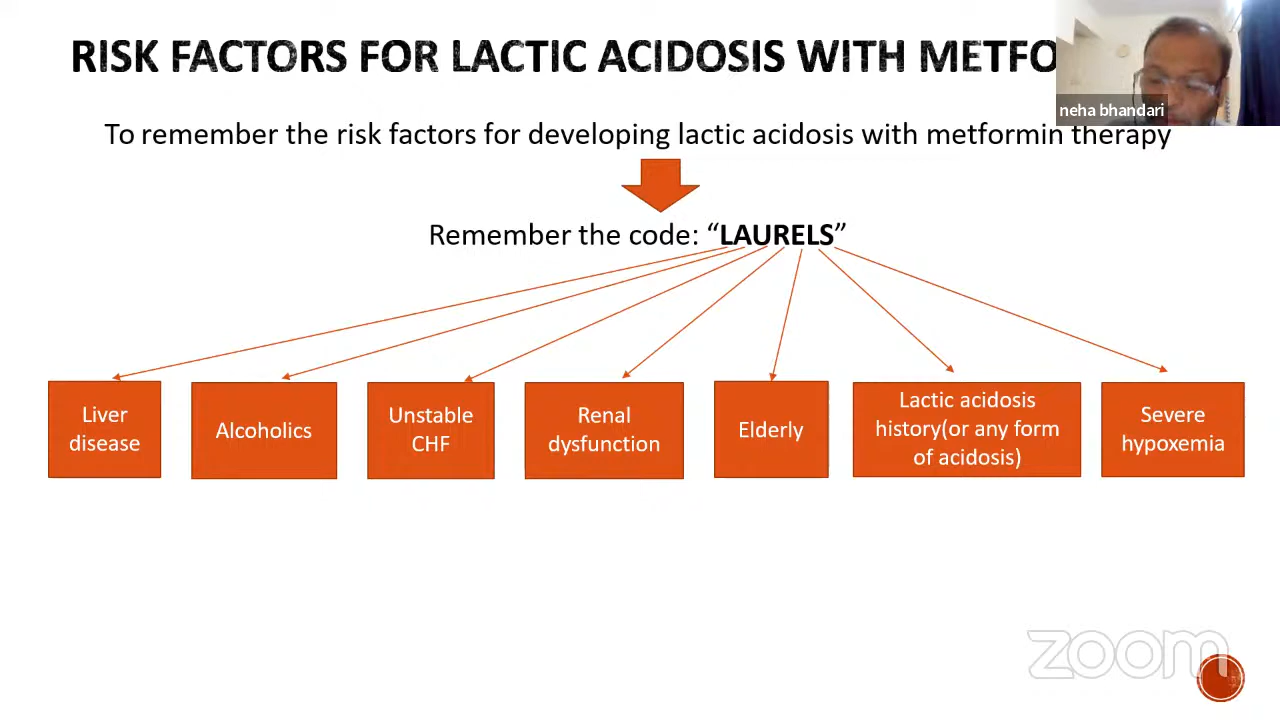 RISK FACTORS FOR LACTIC ACIDOSIS WITH METFO
neha bhandari
To remember the risk factors for developing lactic acidosis with metformin therapy
Remember the code: “LAURELS”
Liver
disease
Alcoholics
Unstable
CHF
Renal
dysfunction
Elderly
Lactic acidosis
history(or any form
of acidosis)
Severe
hypoxemia
zoom